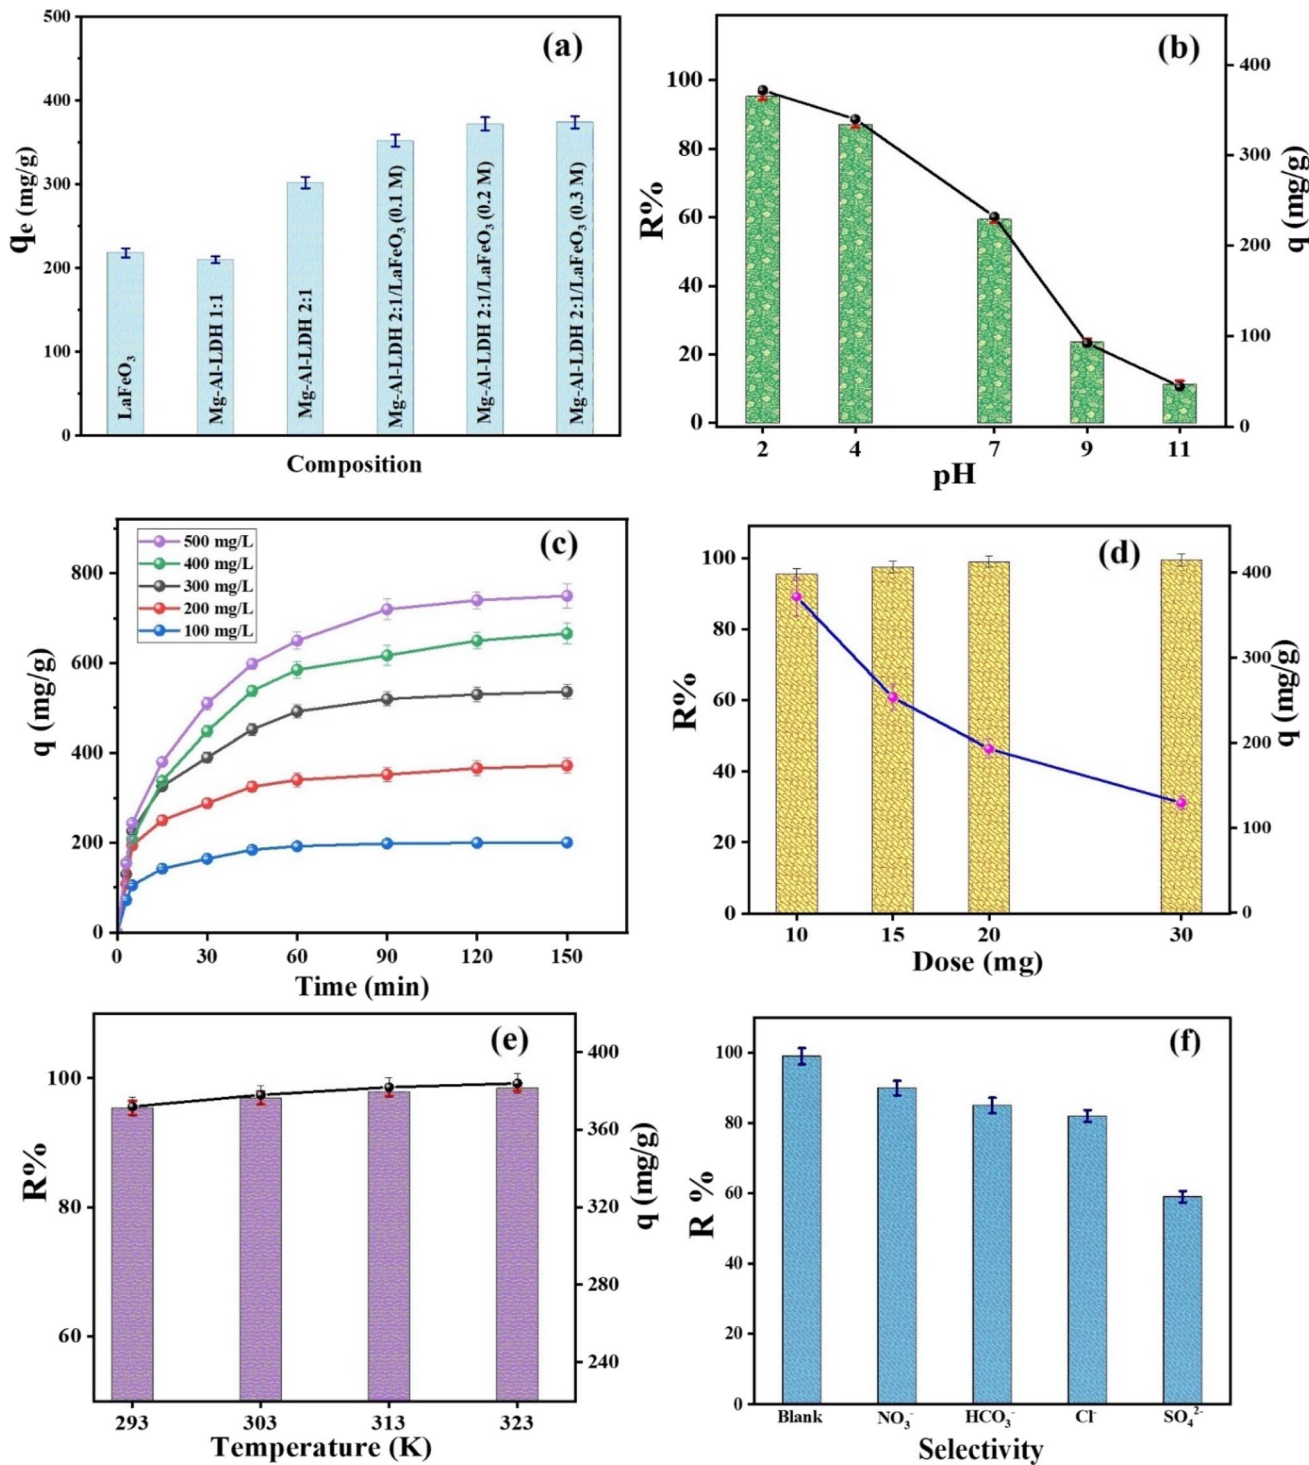 (a)
500
400
300
200
100
0
qe (mg/g)
LaFeO3
Mg-Al-LDH 1:1
Mg-Al-LDH 2:1
Mg-Al-LDH 2:1/LaFeO3 (0.1 M)
Mg-Al-LDH 2:1/LaFeO3 (0.2 M)
Mg-Al-LDH 2:1/LaFeO3 (0.3 M)
Composition
(b)
100
80
60
40
20
0
R%
400
300
200
100
0
q (mg/g)
2 4 7 9 11
pH
(c)
500 mg/L
400 mg/L
300 mg/L
200 mg/L
100 mg/L
800
600
400
200
0
q (mg/g)
0 30 60 90 120 150
Time (min)
(d)
100
80
60
40
20
0
R%
400
300
200
100
0
q (mg/g)
10 15 20 30
Dose (mg)
(e)
100
80
60
R%
400
360
320
280
240
q (mg/g)
293 303 313 323
Temperature (K)
(f)
100
80
60
40
20
0
R %
Blank NO3- HCO3- Cl- SO42-
Selectivity